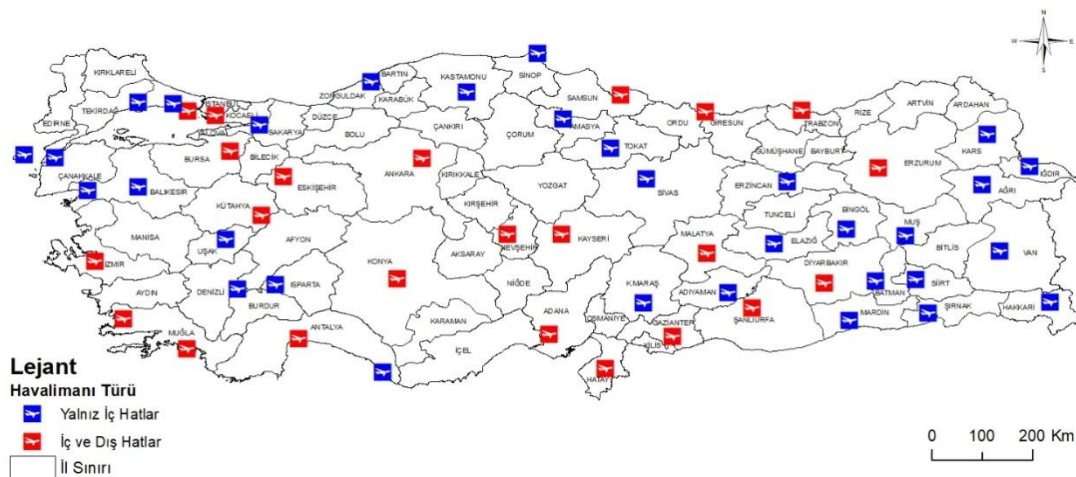 N
W E
S
KIRKLARELİ
TEKİRDAĞ
EDİRNE
İSTANBUL
KOCAELİ
YALOVA
SAKARYA
DÜZCE
BOLU
ZONGULDAK
BARTIN
KARABÜK
KASTAMONU
SİNOP
SAMSUN
ÇANKIRI
ÇORUM
AMASYA
TOKAT
ORDU
GİRESUN
TRABZON
RİZE
ARTVİN
ARDAHAN
GÜMÜŞHANE
BAYBURT
ERZURUM
KARS
IĞDIR
AĞRI
ÇANAKKALE
BALIKESİR
BURSA
BİLECİK
ESKİŞEHİR
KÜTAHYA
ANKARA
KIRIKKALE
KIRŞEHİR
YOZGAT
SİVAS
ERZİNCAN
TUNCELİ
BİNGÖL
MUŞ
BİTLİS
VAN
MANİSA
UŞAK
AFYON
İZMİR
AYDIN
DENİZLİ
BURDUR
ISPARTA
KONYA
AKSARAY
NEVŞEHİR
KAYSERİ
NİĞDE
MALATYA
ELAZIĞ
DİYARBAKIR
BATMAN
SİİRT
ŞIRNAK
HAKKARİ
MARDİN
K.MARAŞ
ADIYAMAN
ŞANLIURFA
GAZİANTEP
KİLİS
OSMANİYE
ADANA
HATAY
MUĞLA
ANTALYA
KARAMAN
İÇEL
Lejant
Havalimanı Türü
Yalnız İç Hatlar
İç ve Dış Hatlar
İl Sınırı
0 100 200 Km